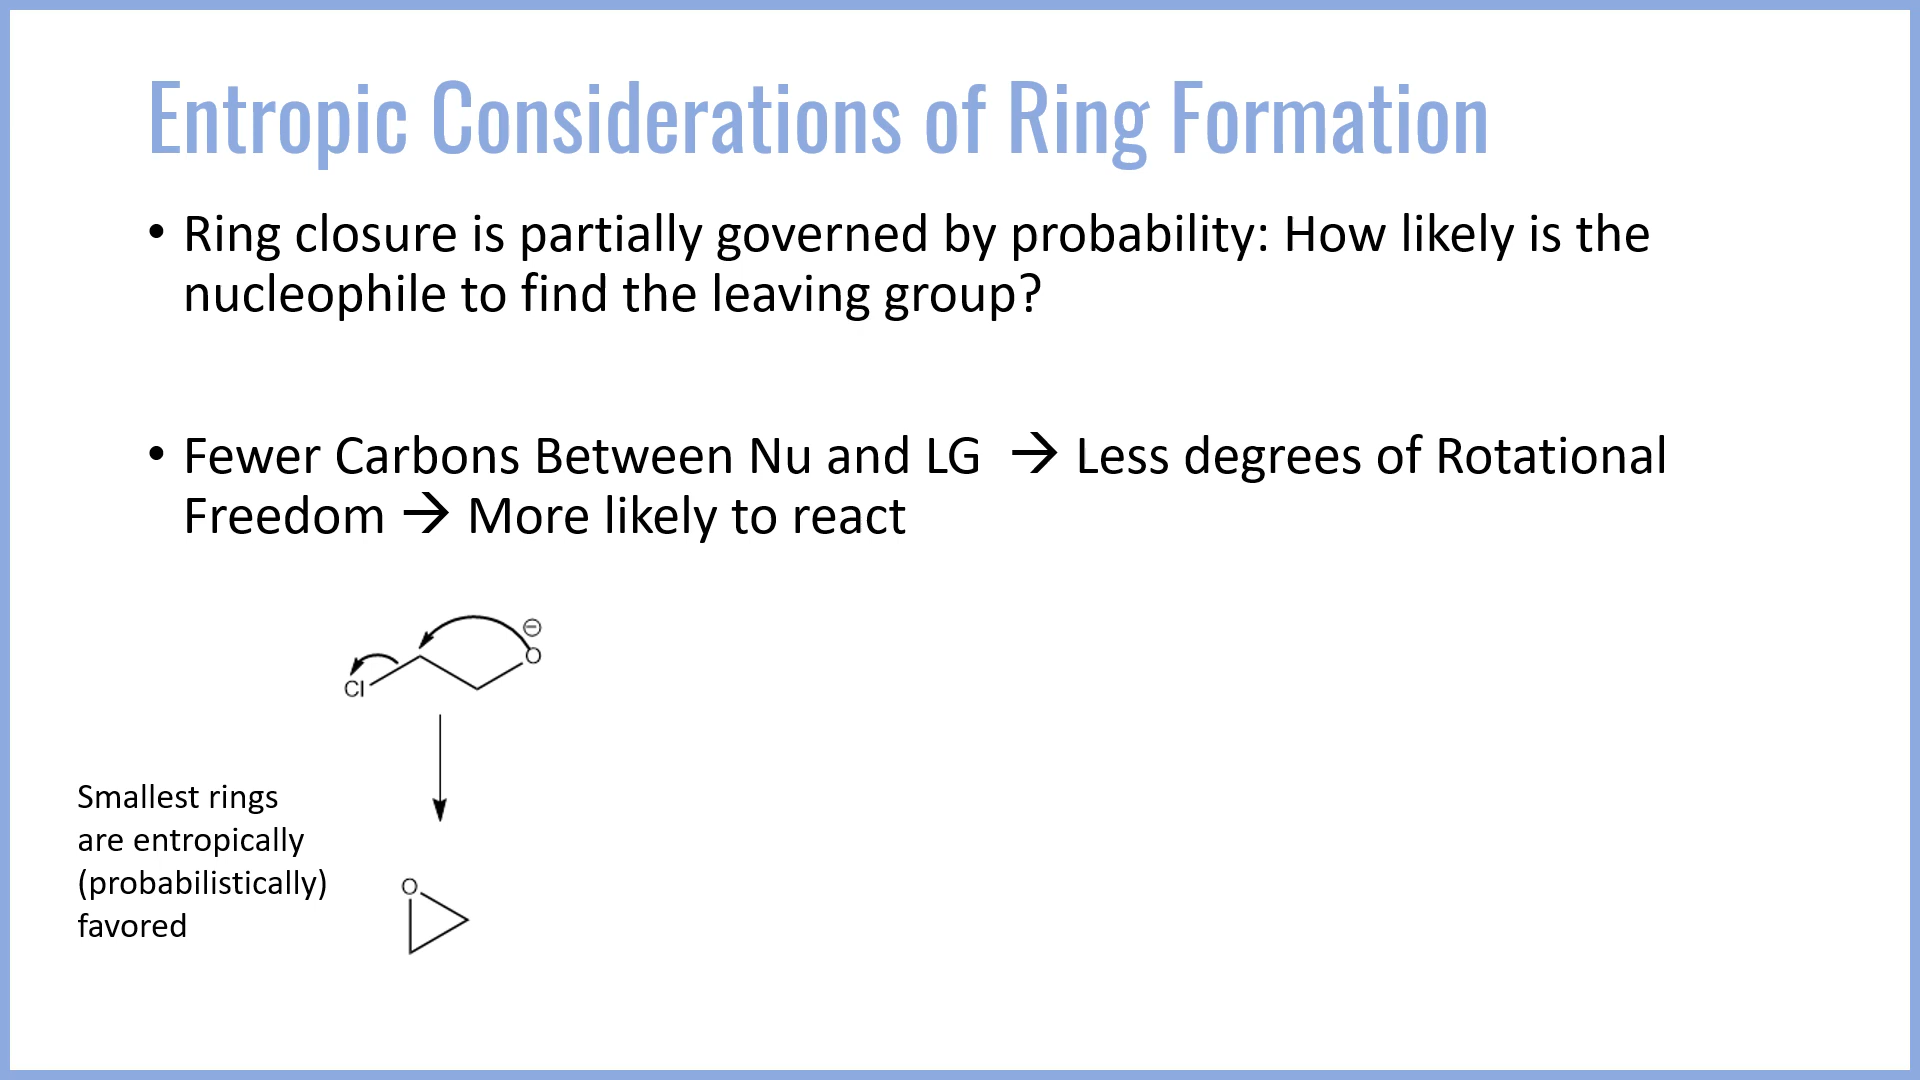 Entropic Considerations of Ring Formation
• Ring closure is partially governed by probability: How likely is the
nucleophile to find the leaving group?
• Fewer Carbons Between Nu and LG → Less degrees of Rotational
Freedom → More likely to react
⊖
O
Cl
Smallest rings
are entropically
(probabilistically)
favored
O